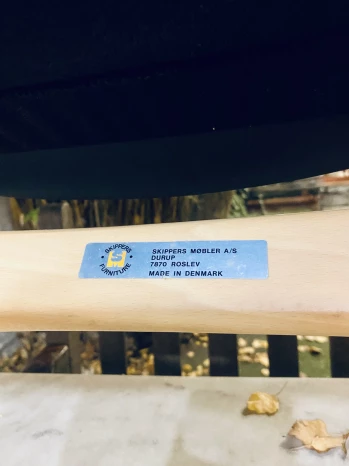 SKIPPERS
S
FURNITURE
SKIPPERS MØBLER A/S
DURUP
7870 ROSLEV
MADE IN DENMARK